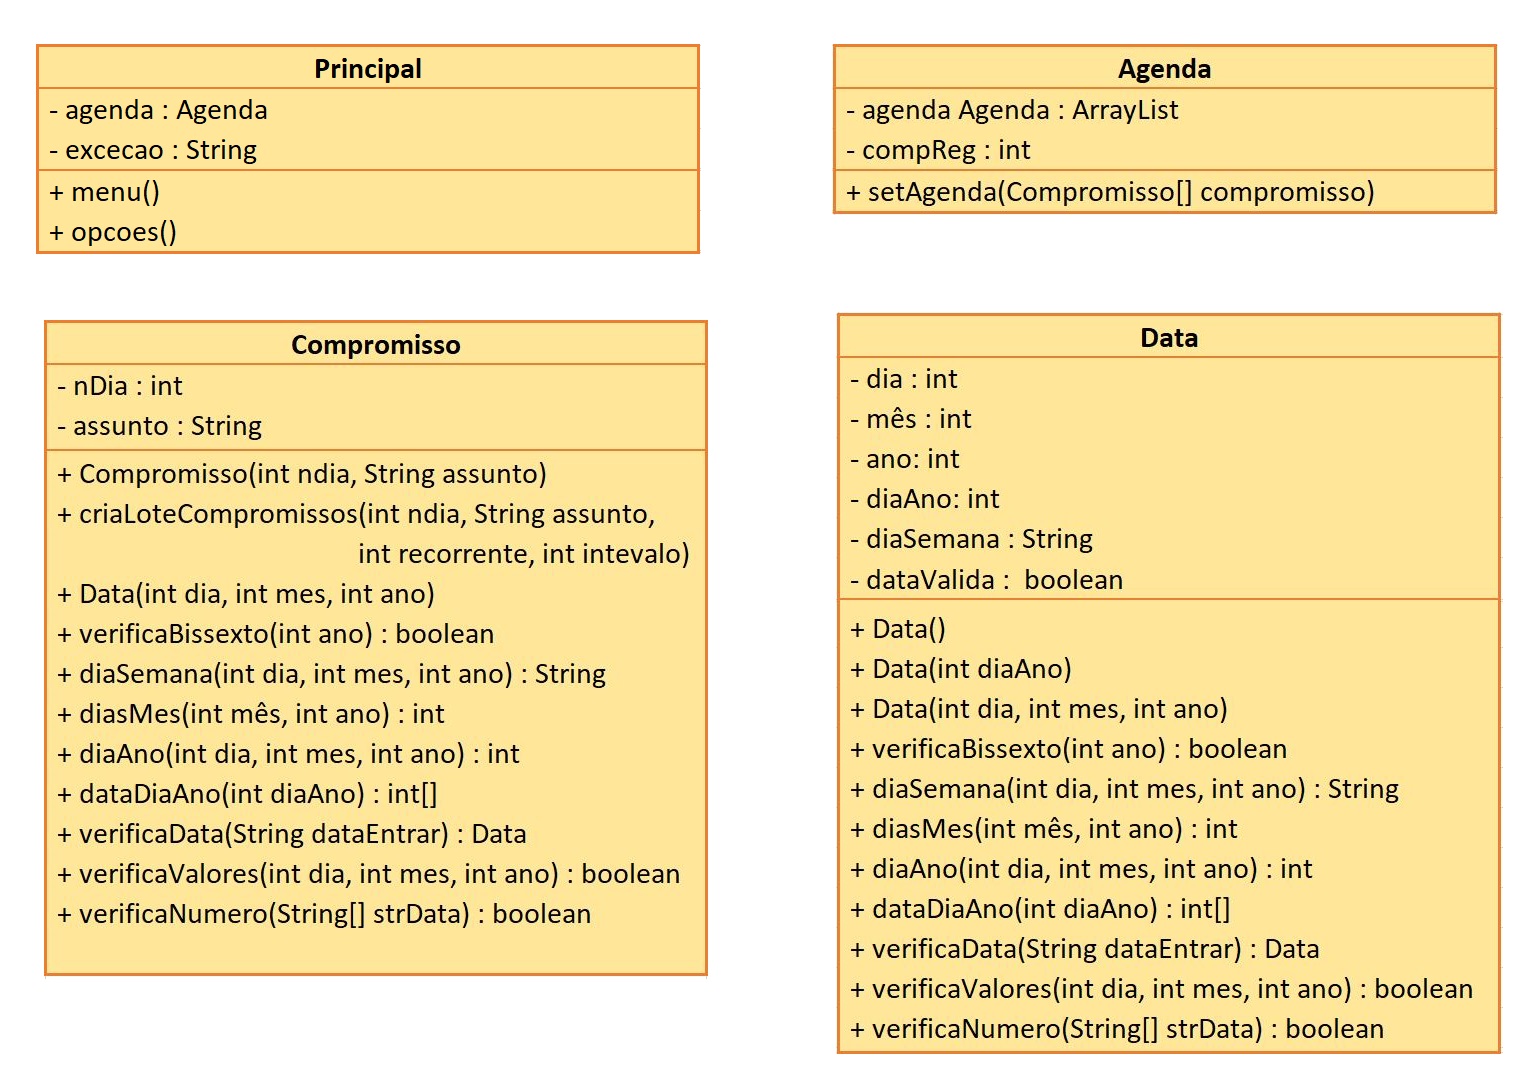 Principal
- agenda : Agenda
- excecao : String
+ menu()
+ opcoes()
Agenda
- agenda Agenda : ArrayList
- compReg : int
+ setAgenda(Compromisso[] compromisso)
Compromisso
- nDia : int
- assunto : String
+ Compromisso(int ndia, String assunto)
+ criaLoteCompromissos(int ndia, String assunto,
int recorrente, int intevalo)
+ Data(int dia, int mes, int ano)
+ verificaBissexto(int ano) : boolean
+ diaSemana(int dia, int mes, int ano) : String
+ diasMes(int mês, int ano) : int
+ diaAno(int dia, int mes, int ano) : int
+ dataDiaAno(int diaAno) : int[]
+ verificaData(String dataEntrar) : Data
+ verificaValores(int dia, int mes, int ano) : boolean
+ verificaNumero(String[] strData) : boolean
Data
- dia : int
- mês : int
- ano: int
- diaAno: int
- diaSemana : String
- dataValida : boolean
+ Data()
+ Data(int diaAno)
+ Data(int dia, int mes, int ano)
+ verificaBissexto(int ano) : boolean
+ diaSemana(int dia, int mes, int ano) : String
+ diasMes(int mês, int ano) : int
+ diaAno(int dia, int mes, int ano) : int
+ dataDiaAno(int diaAno) : int[]
+ verificaData(String dataEntrar) : Data
+ verificaValores(int dia, int mes, int ano) : boolean
+ verificaNumero(String[] strData) : boolean